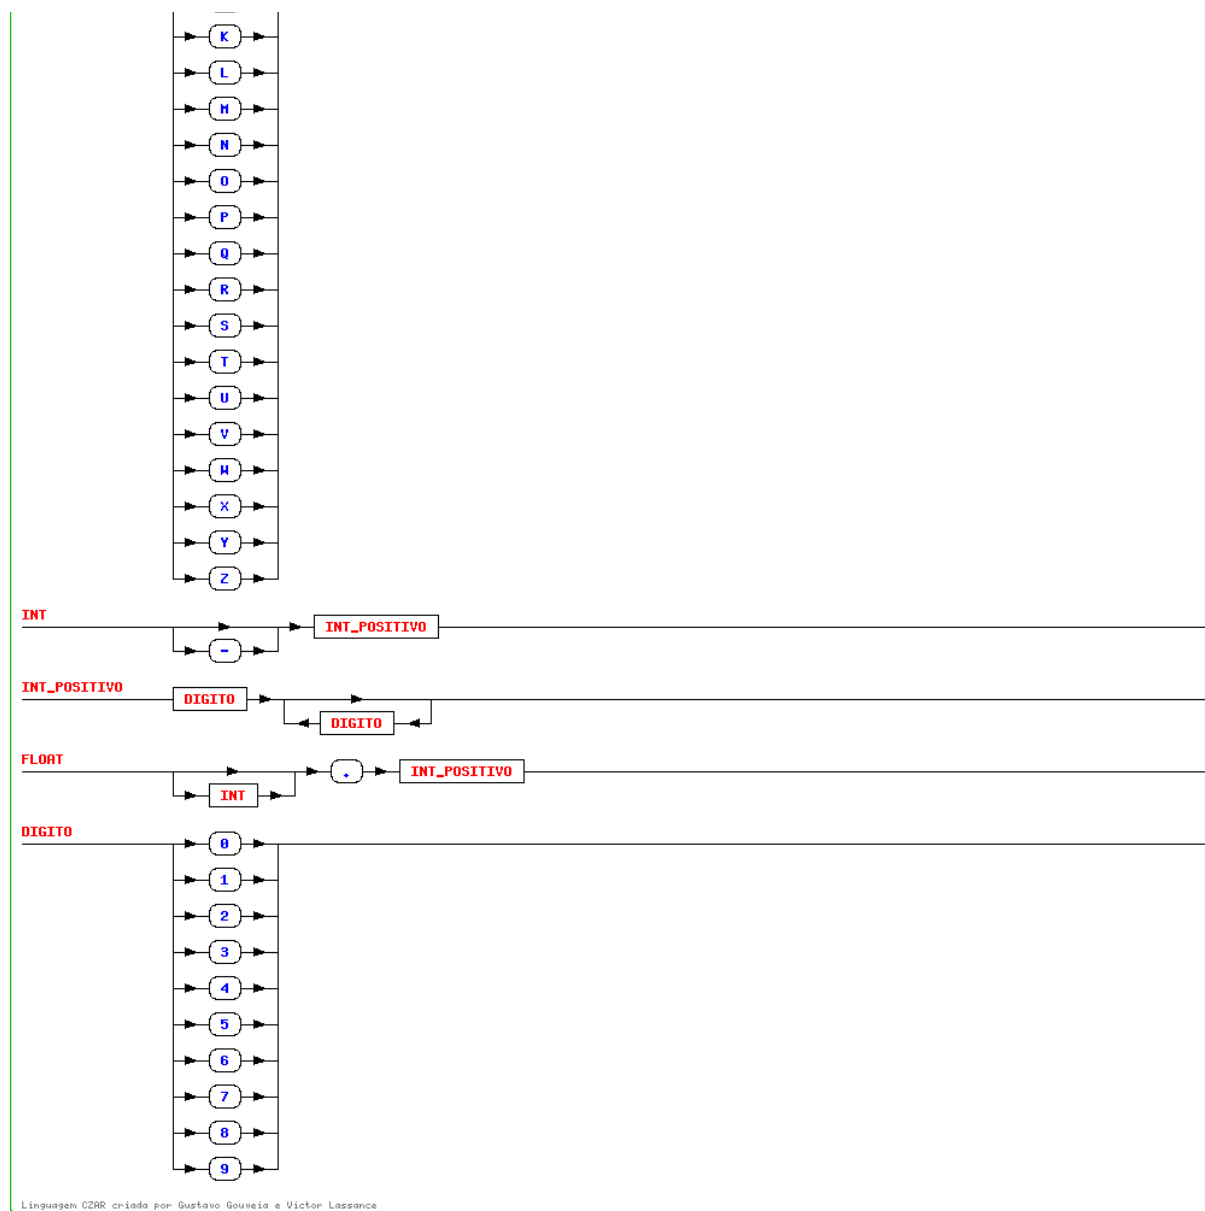 K
L
M
N
O
P
Q
R
S
T
U
V
W
X
Y
Z
INT
INT_POSITIVO
-
INT_POSITIVO
DIGITO
DIGITO
FLOAT
. INT_POSITIVO
INT
DIGITO
0
1
2
3
4
5
6
7
8
9
Linguagem CZAR criada por Gustavo Gouveia e Victor Lassance